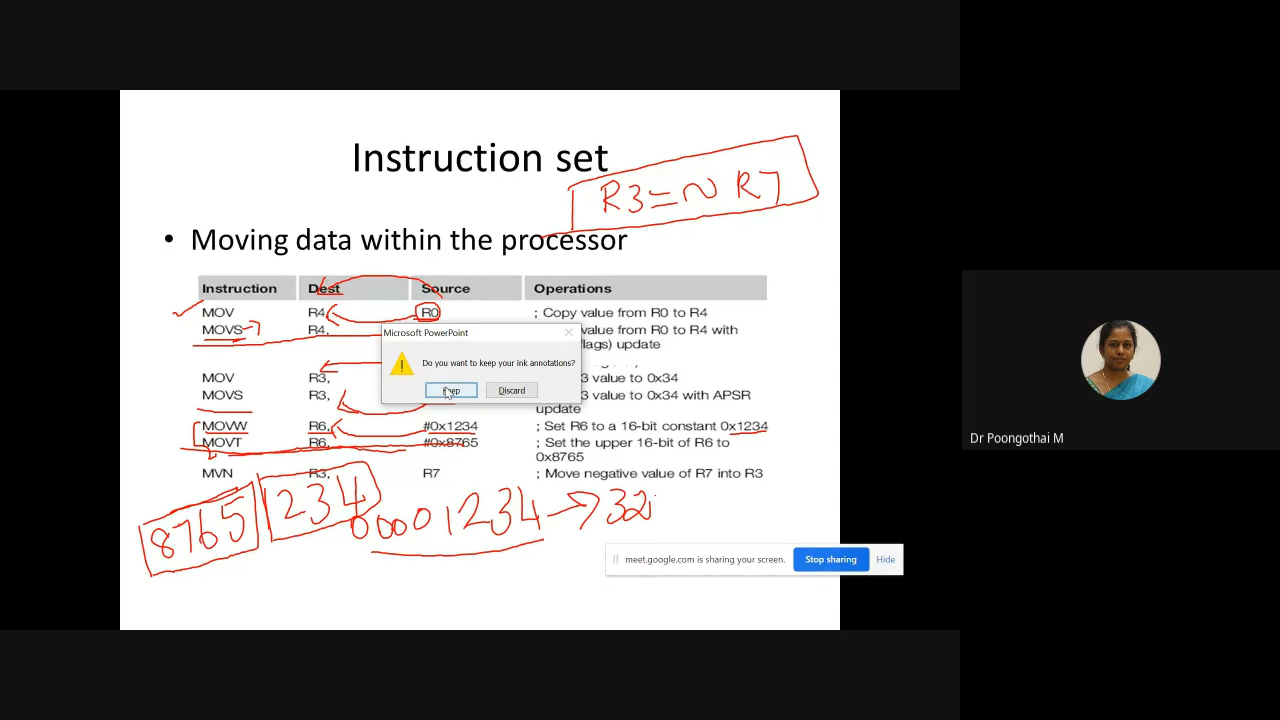 Instruction set
R3=~R7
• Moving data within the processor
Instruction Dest Source Operations
MOV R4, R0 ; Copy value from R0 to R4
MOVS R4, value from R0 to R4 with
flags) update
MOV R3, 3 value to 0x34
MOVS R3, 3 value to 0x34 with APSR
update
MOVW R6, #0x1234 ; Set R6 to a 16-bit constant 0x1234
MOVT R6, #0x8765 ; Set the upper 16-bit of R6 to
0x8765
MVN R3, R7 ; Move negative value of R7 into R3
Microsoft PowerPoint
Do you want to keep your ink annotations?
Keep Discard
8765 1234 00001234 → 32
meet.google.com is sharing your screen. Stop sharing Hide
Dr Poongothai M